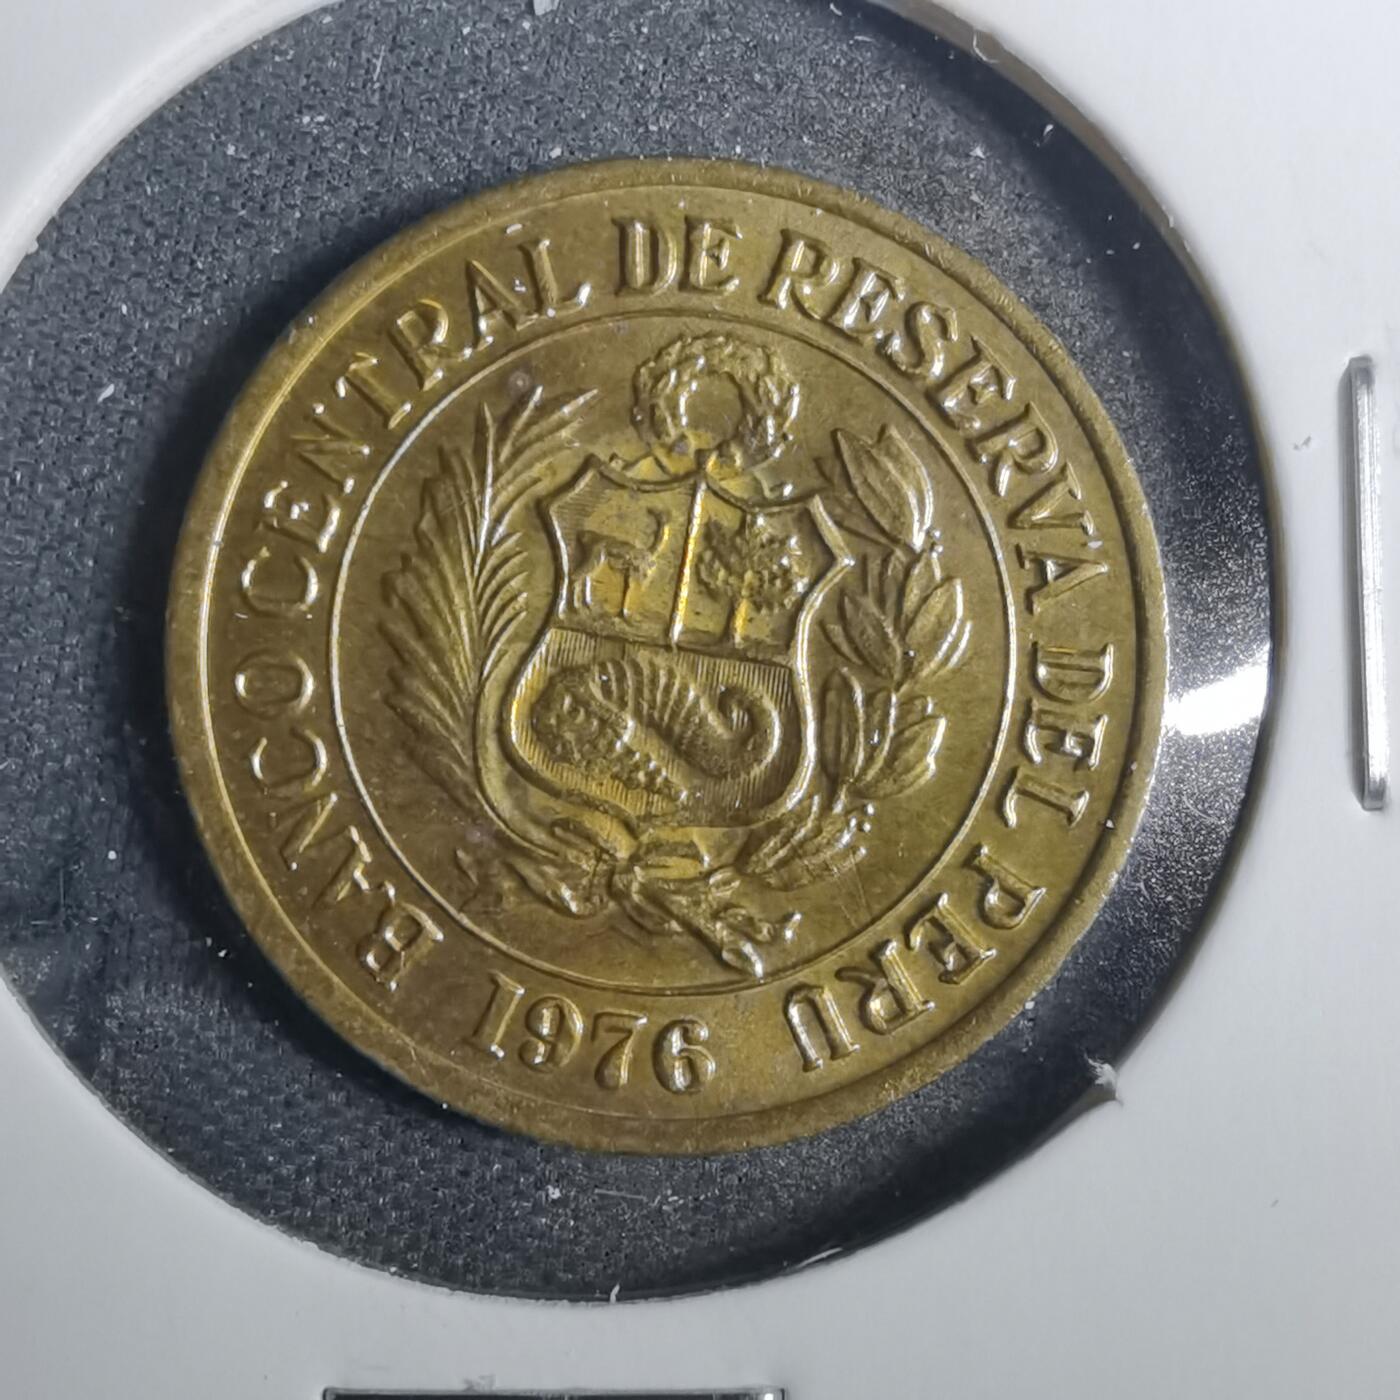 BANCO CENTRAL DE RESERVA DEL PERU
1976